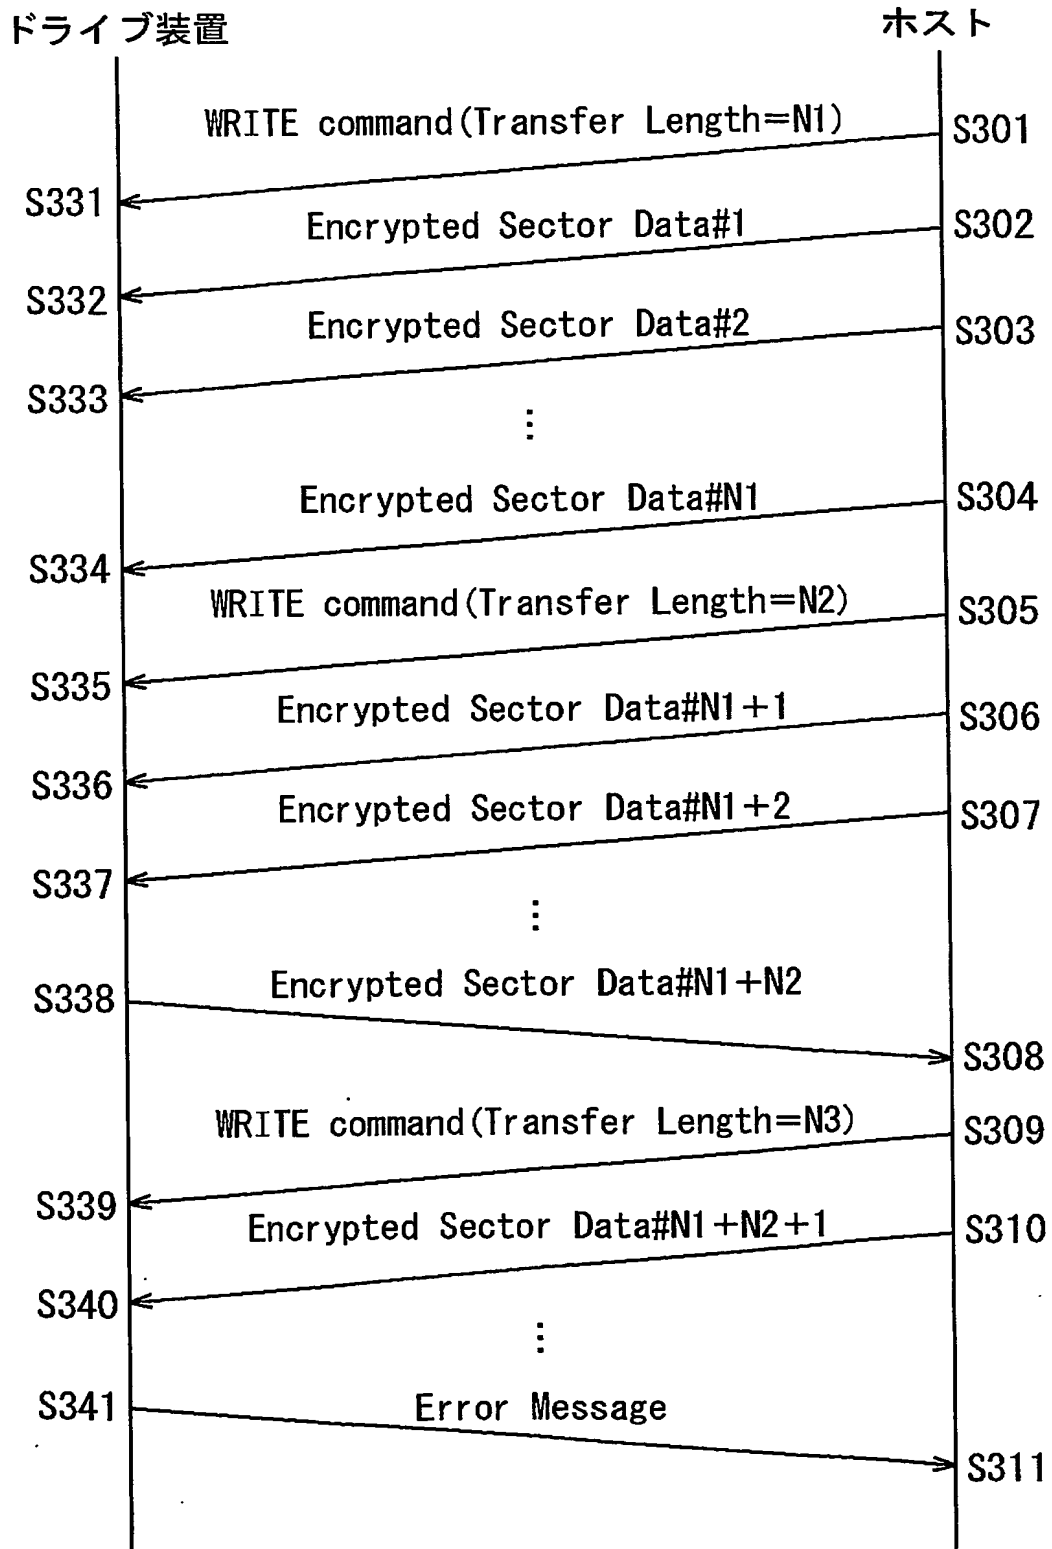 ドライブ装置 ホスト
WRITE command(Transfer Length=N1) S301
S331
Encrypted Sector Data#1 S302
S332
Encrypted Sector Data#2 S303
S333
⋮
Encrypted Sector Data#N1 S304
S334
WRITE command(Transfer Length=N2) S305
S335
Encrypted Sector Data#N1+1 S306
S336
Encrypted Sector Data#N1+2 S307
S337
⋮
S338 Encrypted Sector Data#N1+N2
S308
WRITE command(Transfer Length=N3) S309
S339
Encrypted Sector Data#N1+N2+1 S310
S340
⋮
S341 Error Message
S311